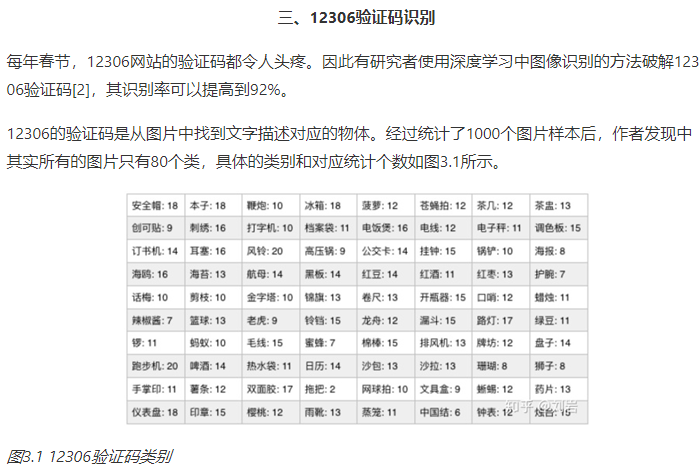 三、12306验证码识别
每年春节，12306网站的验证码都令人头疼。因此有研究者使用深度学习中图像识别的方法破解123
06验证码[2]，其识别率可以提高到92%。
12306的验证码是从图片中找到文字描述对应的物体。经过统计了1000个图片样本后，作者发现中
其实所有的图片只有80个类，具体的类别和对应统计个数如图3.1所示。
安全帽: 18 本子: 18 鞭炮: 10 冰箱: 18 菠萝: 12 苍蝇拍: 12 茶几: 12 茶盅: 13
创可贴: 9 刺绣: 16 打字机: 10 档案袋: 11 电饭煲: 16 电线: 12 电子秤: 11 调色板: 15
订书机: 14 耳塞: 16 风铃: 20 高压锅: 9 公交卡: 14 挂钟: 15 锅铲: 10 海报: 8
海鸥: 16 海苔: 13 航母: 14 黑板: 14 红豆: 14 红酒: 11 红枣: 13 护腕: 7
话梅: 10 剪枝: 10 金字塔: 10 锦旗: 13 卷尺: 13 开瓶器: 15 口哨: 12 蜡烛: 11
辣椒酱: 7 篮球: 13 老虎: 9 铃铛: 15 龙舟: 12 漏斗: 15 路灯: 17 绿豆: 11
锣: 11 蚂蚁: 10 毛线: 15 蜜蜂: 7 棉棒: 15 排风机: 13 牌坊: 12 盘子: 14
跑步机: 20 啤酒: 14 热水袋: 11 日历: 14 沙包: 13 沙拉: 13 珊瑚: 8 狮子: 8
手掌印: 11 薯条: 12 双面胶: 17 拖把: 2 网球拍: 10 文具盒: 9 蜥蜴: 12 药片: 13
仪表盘: 18 印章: 15 樱桃: 12 雨靴: 13 蒸笼: 11 中国结: 6 钟表: 12 烛台: 15
知乎 @刘岩
图3.1 12306验证码类别